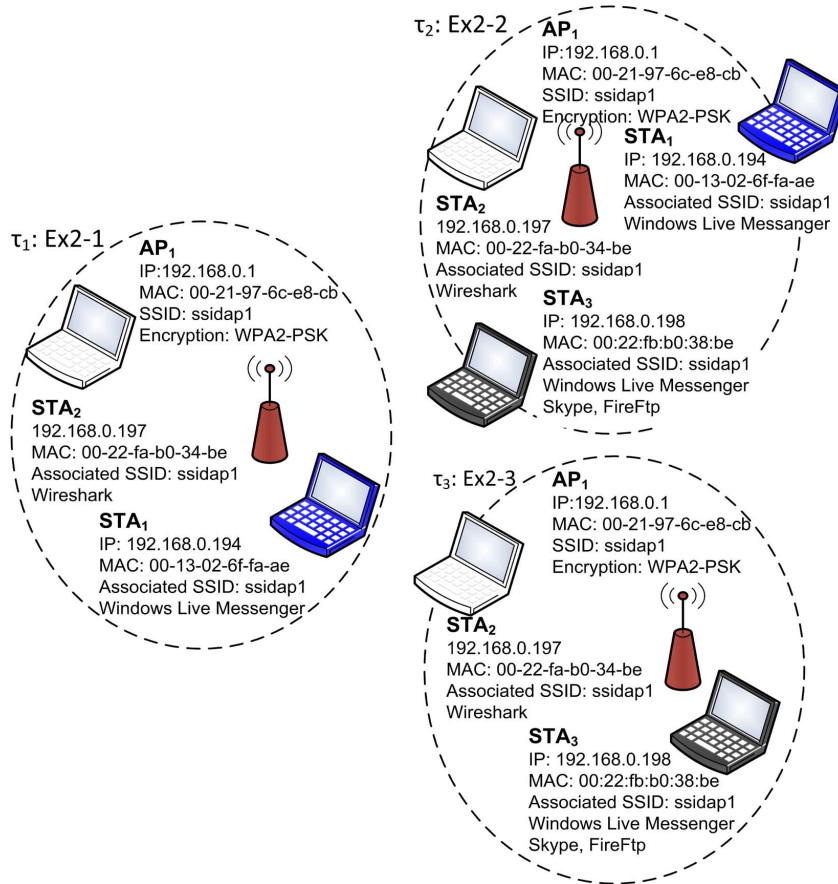 τ₁: Ex2-1
AP₁
IP:192.168.0.1
MAC: 00-21-97-6c-e8-cb
SSID: ssidap1
Encryption: WPA2-PSK
STA₂
192.168.0.197
MAC: 00-22-fa-b0-34-be
Associated SSID: ssidap1
Wireshark
STA₁
IP: 192.168.0.194
MAC: 00-13-02-6f-fa-ae
Associated SSID: ssidap1
Windows Live Messenger
τ₂: Ex2-2
AP₁
IP:192.168.0.1
MAC: 00-21-97-6c-e8-cb
SSID: ssidap1
Encryption: WPA2-PSK
STA₁
IP: 192.168.0.194
MAC: 00-13-02-6f-fa-ae
Associated SSID: ssidap1
Windows Live Messanger
STA₂
192.168.0.197
MAC: 00-22-fa-b0-34-be
Associated SSID: ssidap1
Wireshark
STA₃
IP: 192.168.0.198
MAC: 00:22:fb:b0:38:be
Associated SSID: ssidap1
Windows Live Messenger
Skype, FireFtp
τ₃: Ex2-3
AP₁
IP:192.168.0.1
MAC: 00-21-97-6c-e8-cb
SSID: ssidap1
Encryption: WPA2-PSK
STA₂
192.168.0.197
MAC: 00-22-fa-b0-34-be
Associated SSID: ssidap1
Wireshark
STA₃
IP: 192.168.0.198
MAC: 00:22:fb:b0:38:be
Associated SSID: ssidap1
Windows Live Messenger
Skype, FireFtp